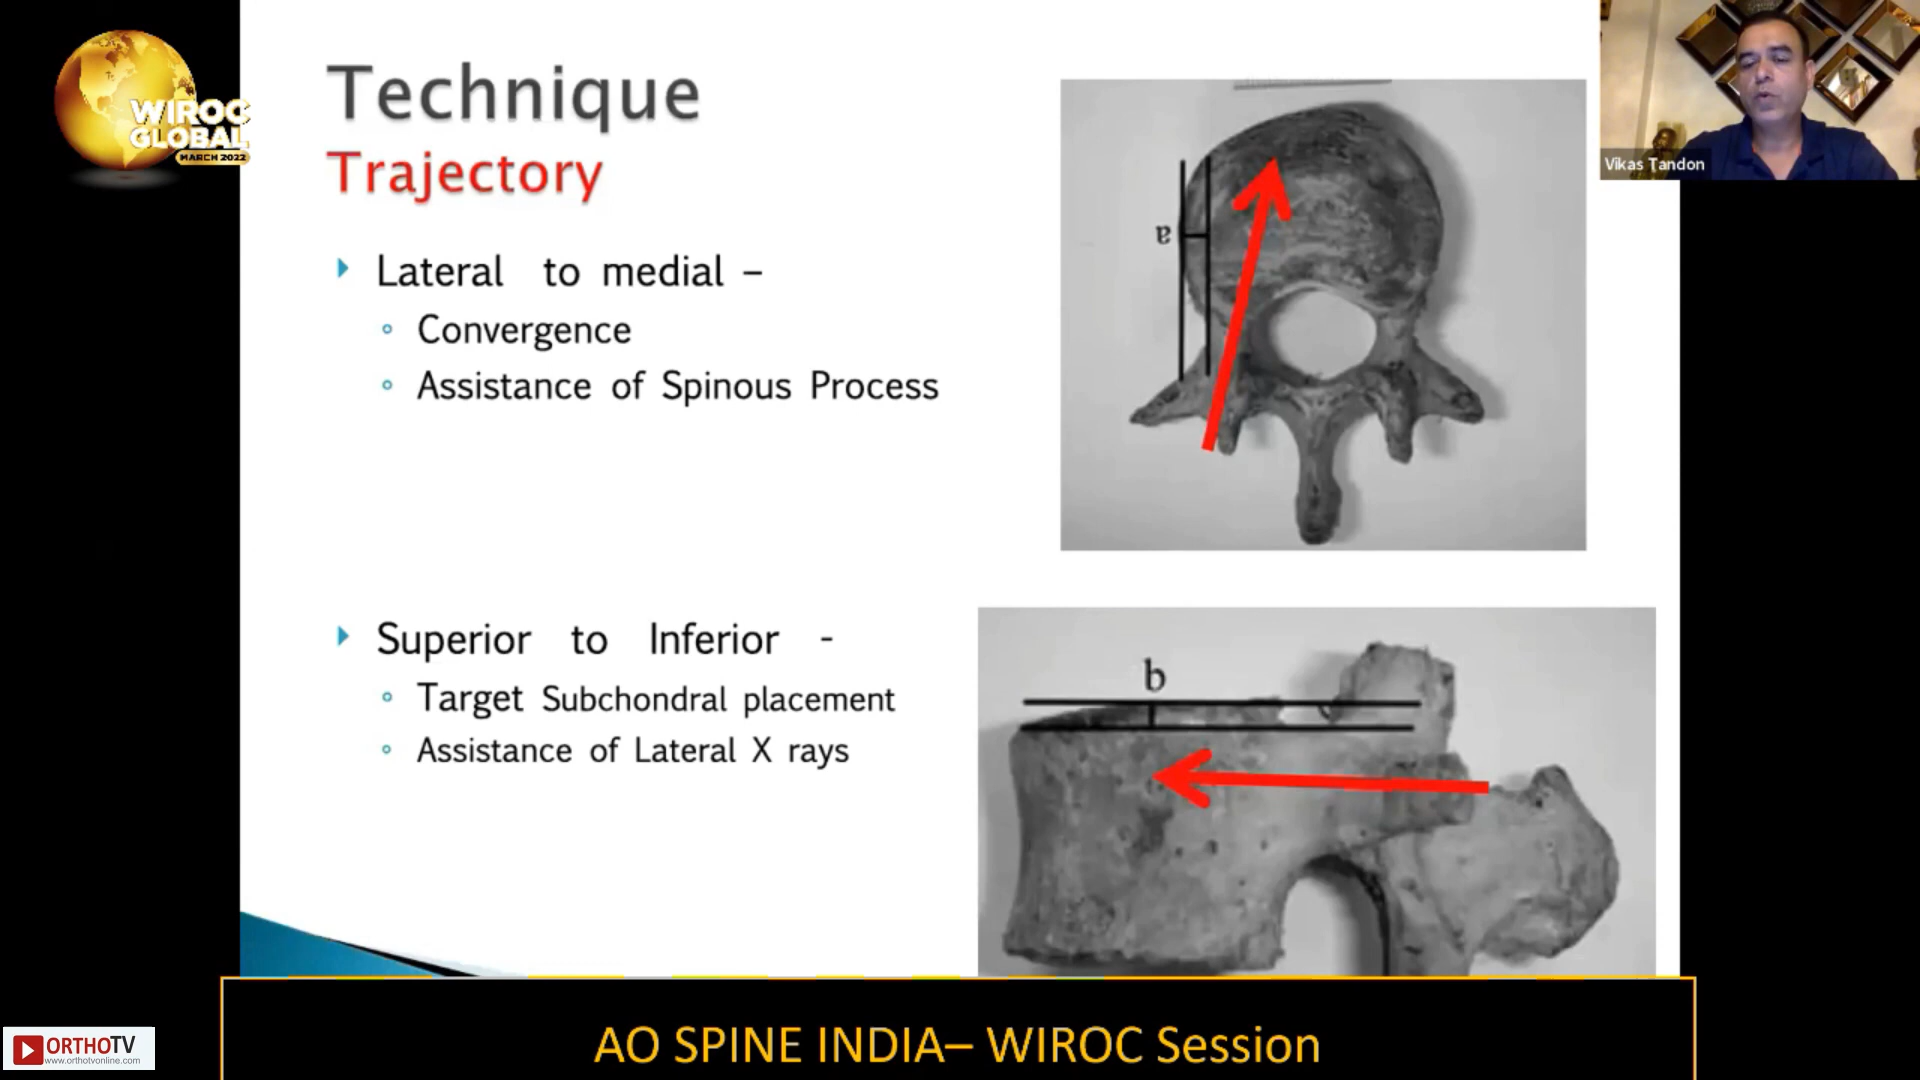 WIROC
GLOBAL
MARCH 2022
Technique
Trajectory
Lateral to medial –
Convergence
Assistance of Spinous Process
Superior to Inferior -
Target Subchondral placement
Assistance of Lateral X rays
a
b
Vikas Tandon
AO SPINE INDIA– WIROC Session
ORTHOTV
www.orthotvonline.com